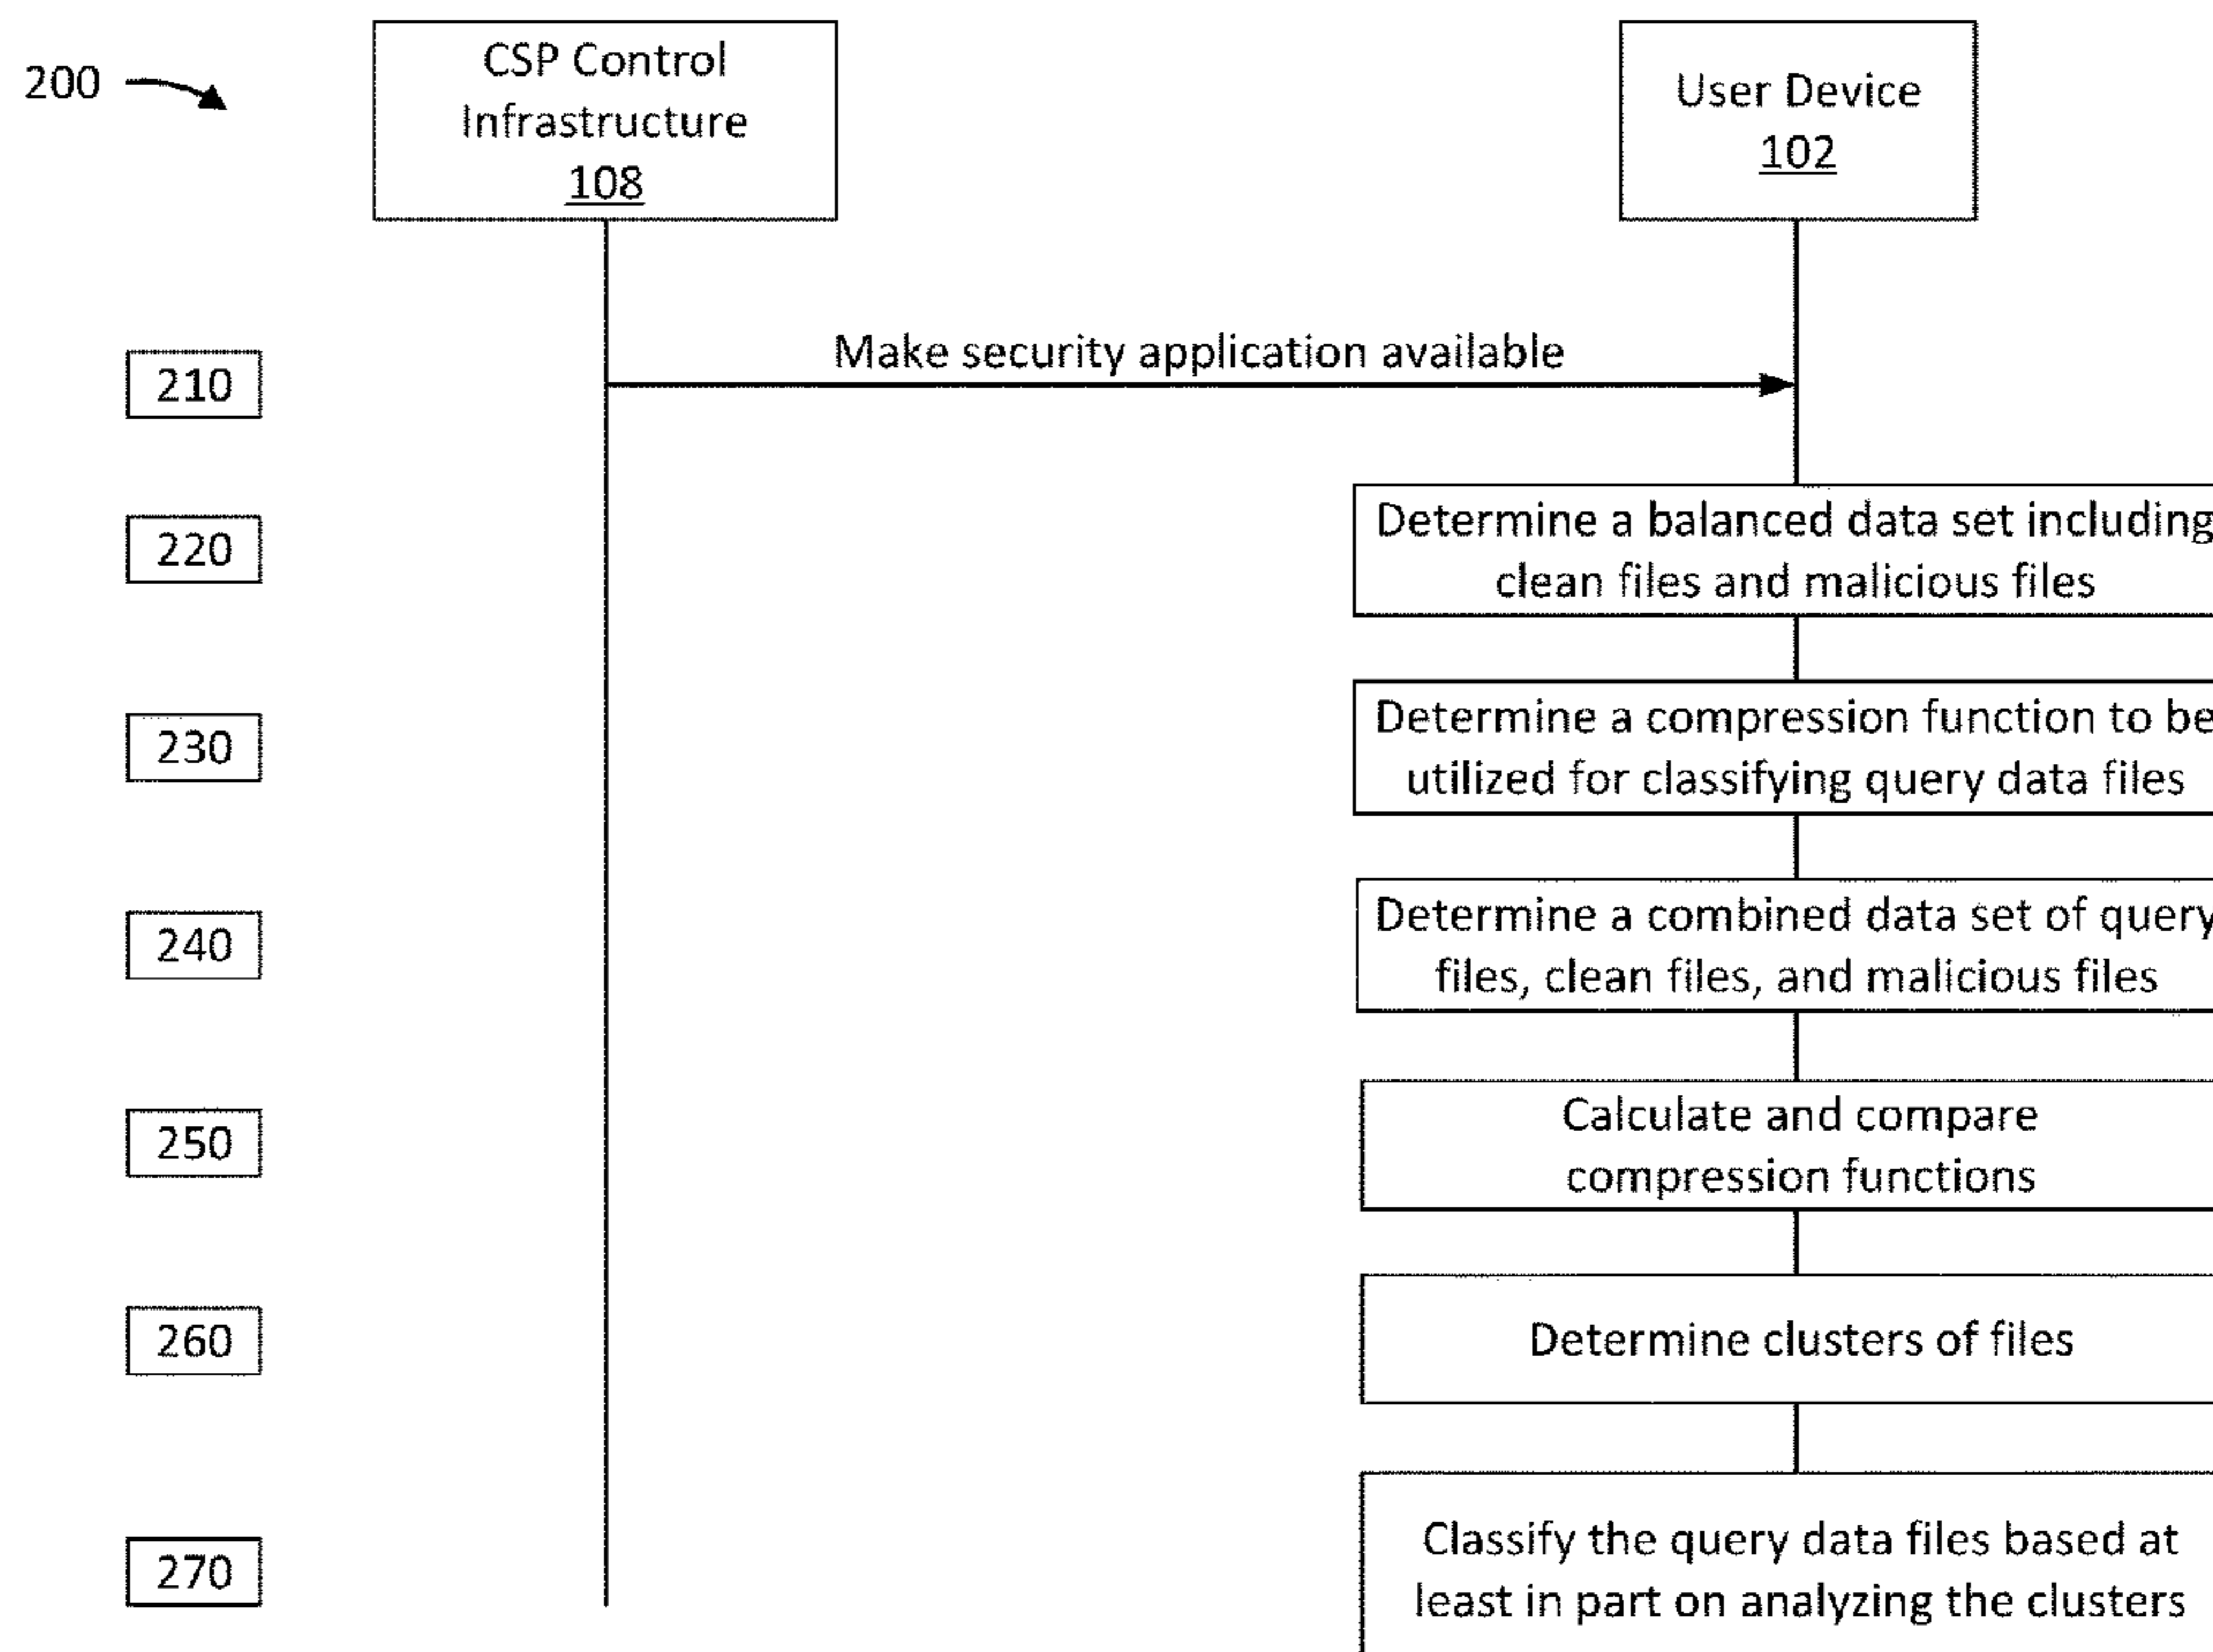 200
CSP Control
Infrastructure
108
User Device
102
210
Make security application available
220
Determine a balanced data set including
clean files and malicious files
230
Determine a compression function to be
utilized for classifying query data files
240
Determine a combined data set of query
files, clean files, and malicious files
250
Calculate and compare
compression functions
260
Determine clusters of files
270
Classify the query data files based at
least in part on analyzing the clusters